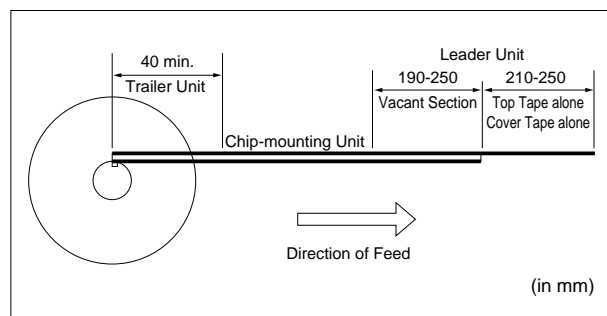 Leader Unit
40 min.
190-250
210-250
Trailer Unit
Vacant Section
Top Tape alone
Cover Tape alone
Chip-mounting Unit
Direction of Feed
(in mm)